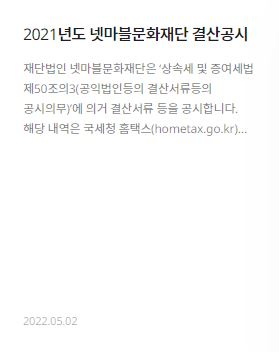 2021년도 넷마블문화재단 결산공시
재단법인 넷마블문화재단은 ‘상속세 및 증여세법
제50조의3(공익법인등의 결산서류등의
공시의무)’에 의거 결산서류 등을 공시합니다.
해당 내역은 국세청 홈택스(hometax.go.kr)...
2022.05.02